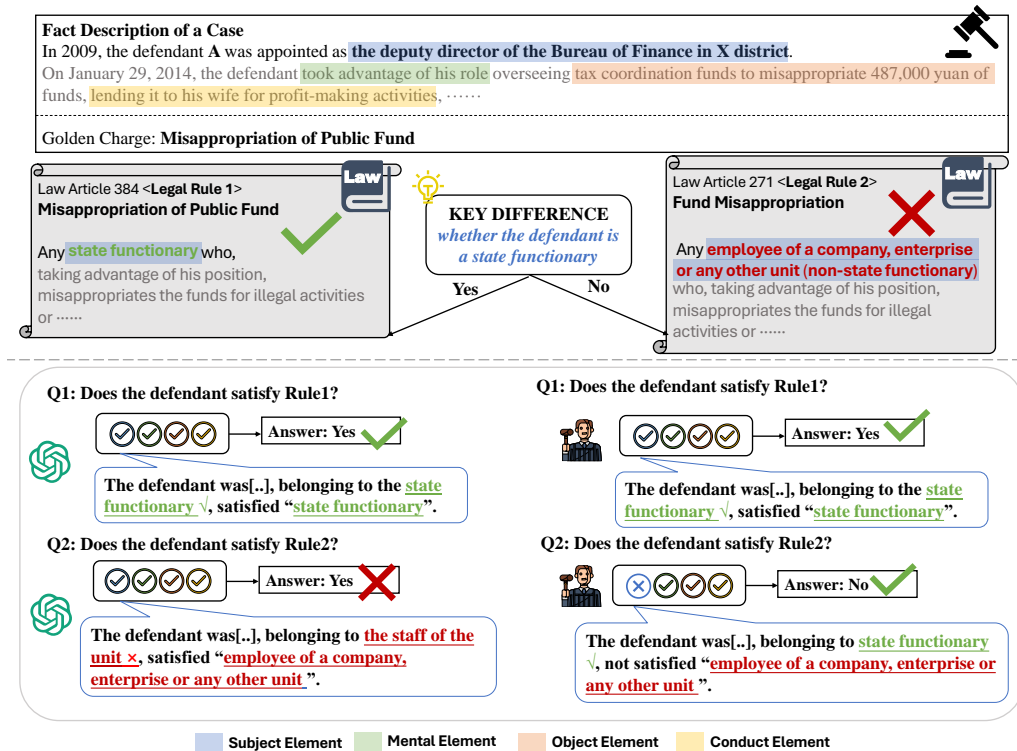 Fact Description of a Case
In 2009, the defendant A was appointed as the deputy director of the Bureau of Finance in X district.
On January 29, 2014, the defendant took advantage of his role overseeing tax coordination funds to misappropriate 487,000 yuan of
funds, lending it to his wife for profit-making activities, ······
Golden Charge: Misappropriation of Public Fund
Law
Law Article 384 <Legal Rule 1>
Misappropriation of Public Fund
Any state functionary who,
taking advantage of his position,
misappropriates the funds for illegal activities
or ······
KEY DIFFERENCE
whether the defendant is
a state functionary
Yes
No
Law
Law Article 271 <Legal Rule 2>
Fund Misappropriation
Any employee of a company, enterprise
or any other unit (non-state functionary)
who, taking advantage of his position,
misappropriates the funds for illegal
activities or ······
Q1: Does the defendant satisfy Rule1?
Answer: Yes
The defendant was[..], belonging to the state
functionary √, satisfied “state functionary”.
Q2: Does the defendant satisfy Rule2?
Answer: Yes
The defendant was[..], belonging to the staff of the
unit ×, satisfied “employee of a company,
enterprise or any other unit ”.
Q1: Does the defendant satisfy Rule1?
Answer: Yes
The defendant was[..], belonging to the state
functionary √, satisfied “state functionary”.
Q2: Does the defendant satisfy Rule2?
Answer: No
The defendant was[..], belonging to state functionary
√, not satisfied “employee of a company, enterprise or
any other unit ”.
Subject Element
Mental Element
Object Element
Conduct Element